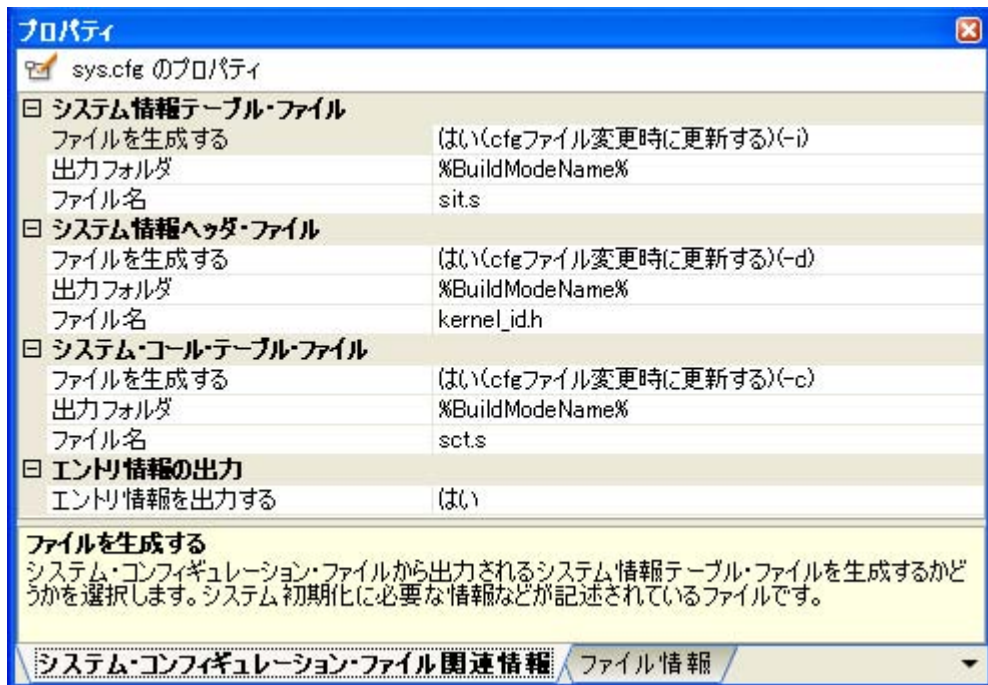 プロパティ
sys.cfg のプロパティ
システム情報テーブル・ファイル
ファイルを生成する はい(cfgファイル変更時に更新する)(-i)
出力フォルダ %BuildModeName%
ファイル名 sit.s
システム情報ヘッダ・ファイル
ファイルを生成する はい(cfgファイル変更時に更新する)(-d)
出力フォルダ %BuildModeName%
ファイル名 kernel_id.h
システム・コール・テーブル・ファイル
ファイルを生成する はい(cfgファイル変更時に更新する)(-c)
出力フォルダ %BuildModeName%
ファイル名 sct.s
エントリ情報の出力
エントリ情報を出力する はい
ファイルを生成する
システム・コンフィギュレーション・ファイルから出力されるシステム情報テーブル・ファイルを生成するかど
うかを選択します。システム初期化に必要な情報などが記述されているファイルです。
システム・コンフィギュレーション・ファイル関連情報 ファイル情報